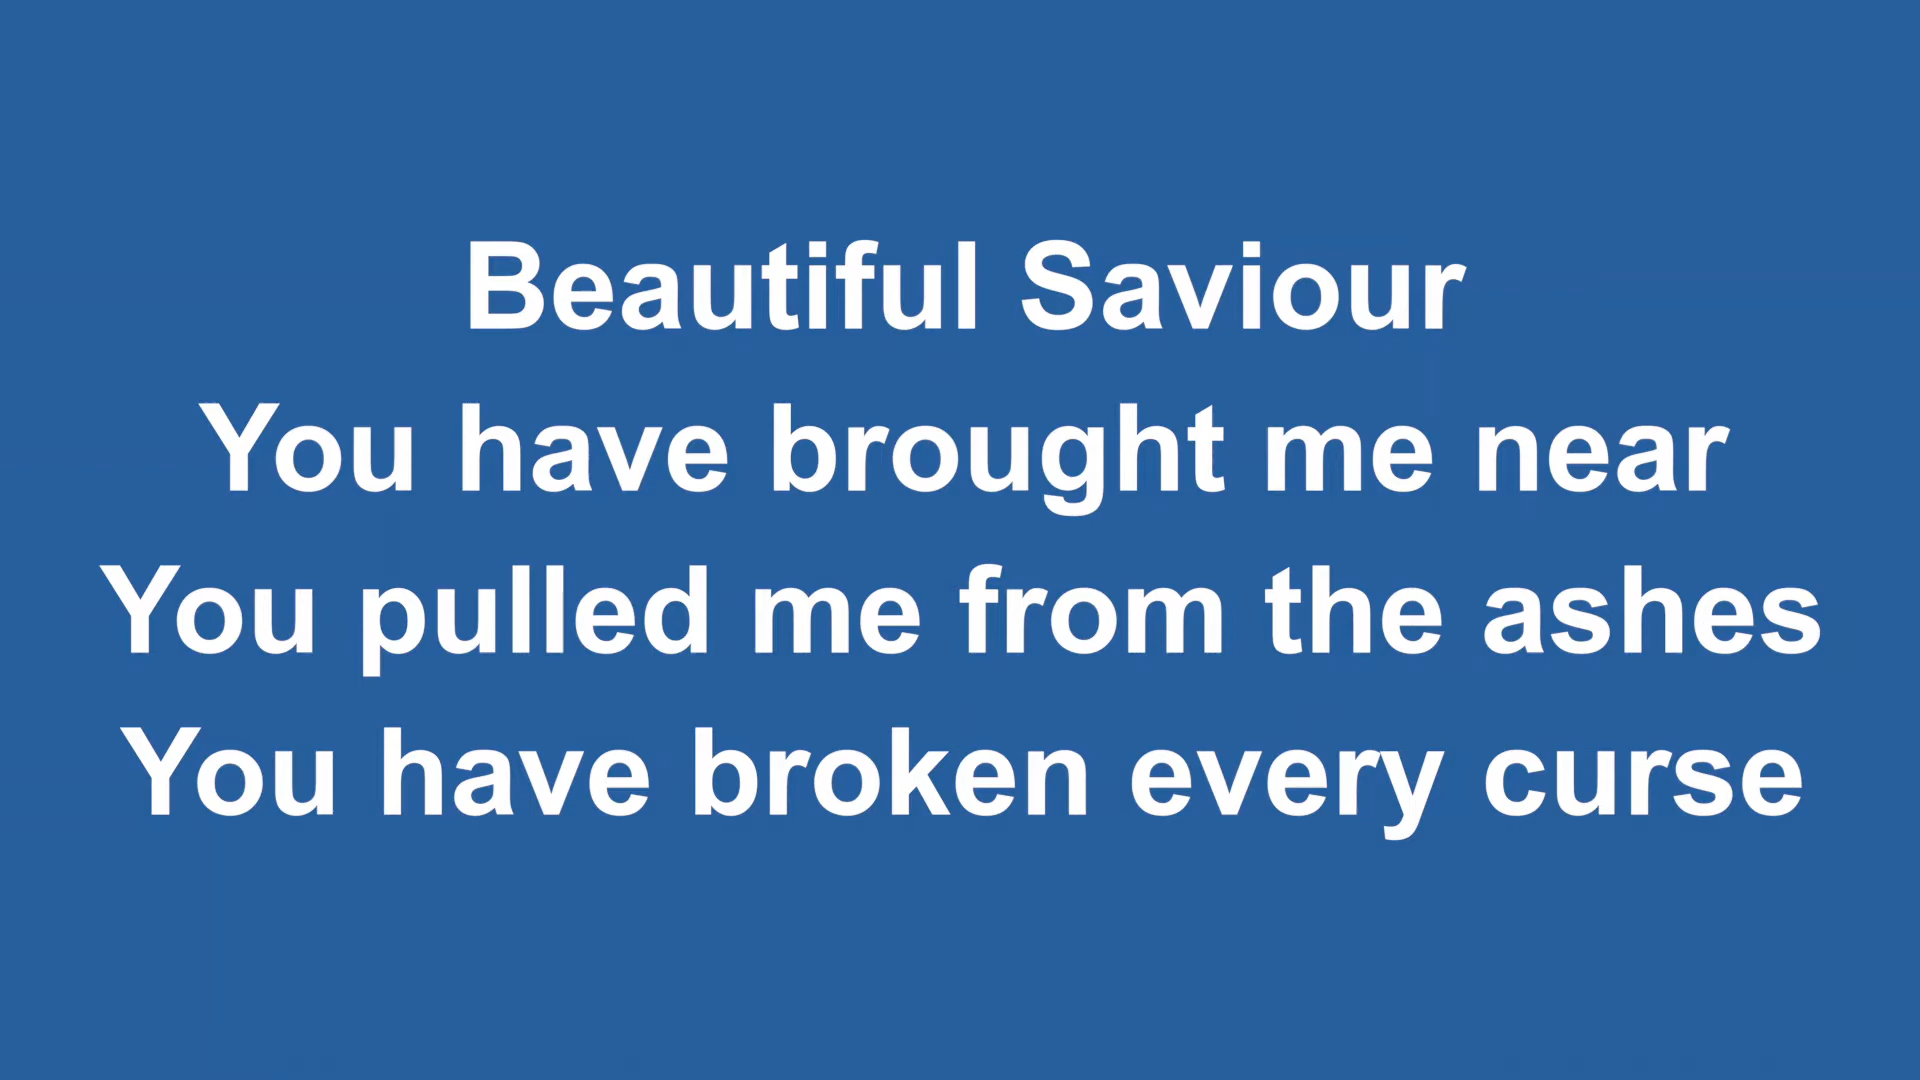 Beautiful Saviour
You have brought me near
You pulled me from the ashes
You have broken every curse